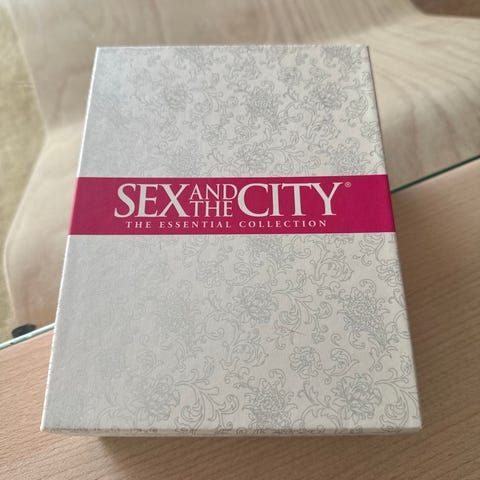 SEX AND THE CITY®
THE ESSENTIAL COLLECTION